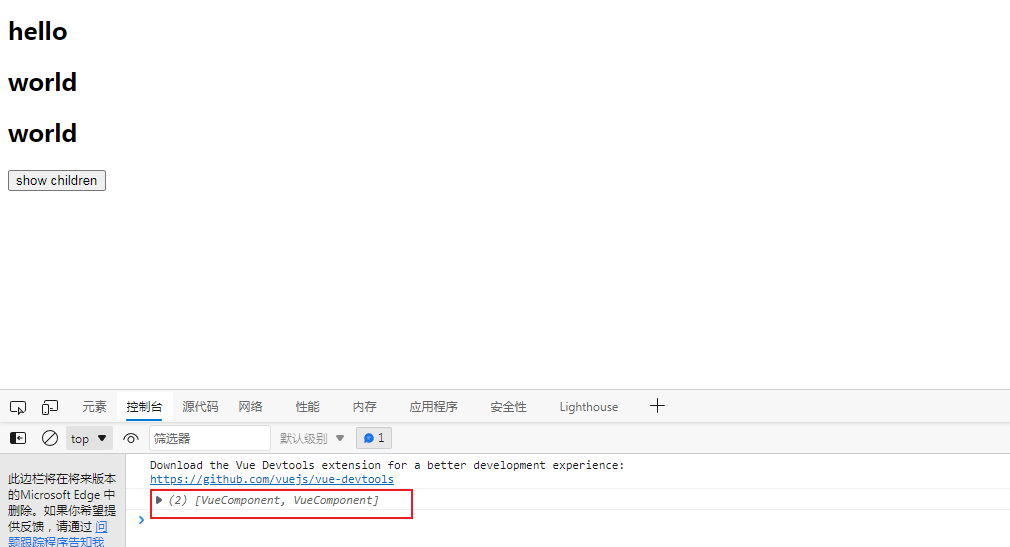 hello
world
world
show children
元素 控制台 源代码 网络 性能 内存 应用程序 安全性 Lighthouse
top 筛选器 默认级别 1
此边栏将在将来版本
的Microsoft Edge 中
删除。如果你希望提
供反馈，请通过 问
题跟踪程序告知我
Download the Vue Devtools extension for a better development experience:
https://github.com/vuejs/vue-devtools
(2) [VueComponent, VueComponent]